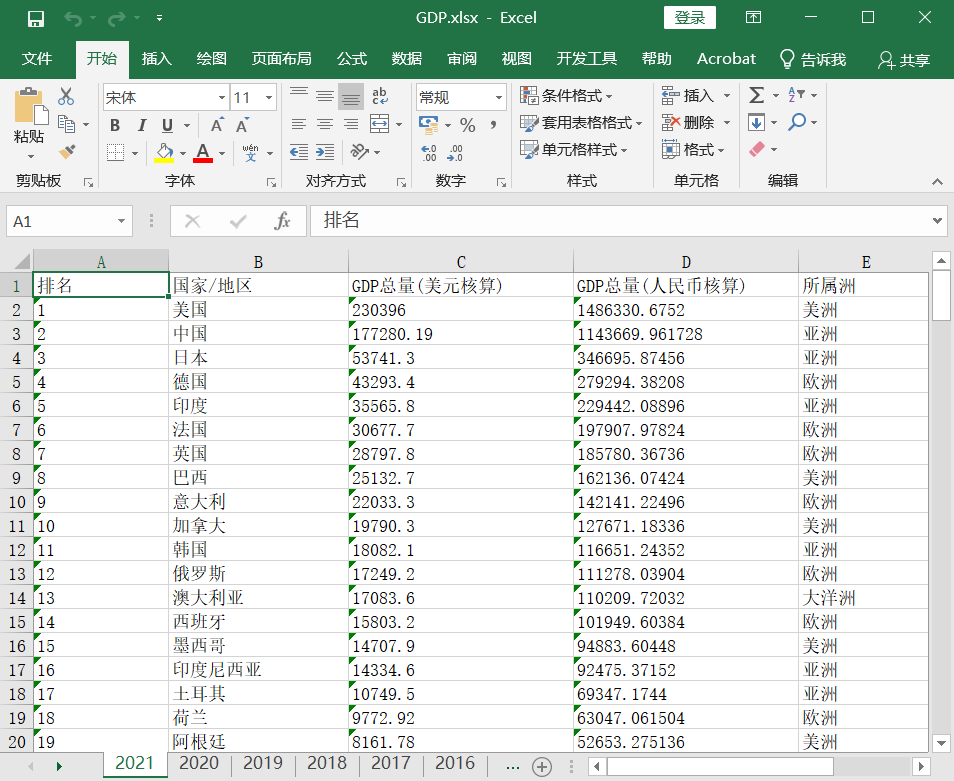 GDP.xlsx - Excel 登录
文件 开始 插入 绘图 页面布局 公式 数据 审阅 视图 开发工具 帮助 Acrobat 告诉我 共享
粘贴 宋体 11 常规 条件格式 插入
套用表格格式 删除
单元格样式 格式
剪贴板 字体 对齐方式 数字 样式 单元格 编辑
A1 排名
A B C D E
1 排名 国家/地区 GDP总量(美元核算) GDP总量(人民币核算) 所属洲
2 1 美国 230396 1486330.6752 美洲
3 2 中国 177280.19 1143669.961728 亚洲
4 3 日本 53741.3 346695.87456 亚洲
5 4 德国 43293.4 279294.38208 欧洲
6 5 印度 35565.8 229442.08896 亚洲
7 6 法国 30677.7 197907.97824 欧洲
8 7 英国 28797.8 185780.36736 欧洲
9 8 巴西 25132.7 162136.07424 美洲
10 9 意大利 22033.3 142141.22496 欧洲
11 10 加拿大 19790.3 127671.18336 美洲
12 11 韩国 18082.1 116651.24352 亚洲
13 12 俄罗斯 17249.2 111278.03904 欧洲
14 13 澳大利亚 17083.6 110209.72032 大洋洲
15 14 西班牙 15803.2 101949.60384 欧洲
16 15 墨西哥 14707.9 94883.60448 美洲
17 16 印度尼西亚 14334.6 92475.37152 亚洲
18 17 土耳其 10749.5 69347.1744 亚洲
19 18 荷兰 9772.92 63047.061504 欧洲
20 19 阿根廷 8161.78 52653.275136 美洲
2021 2020 2019 2018 2017 2016 ...